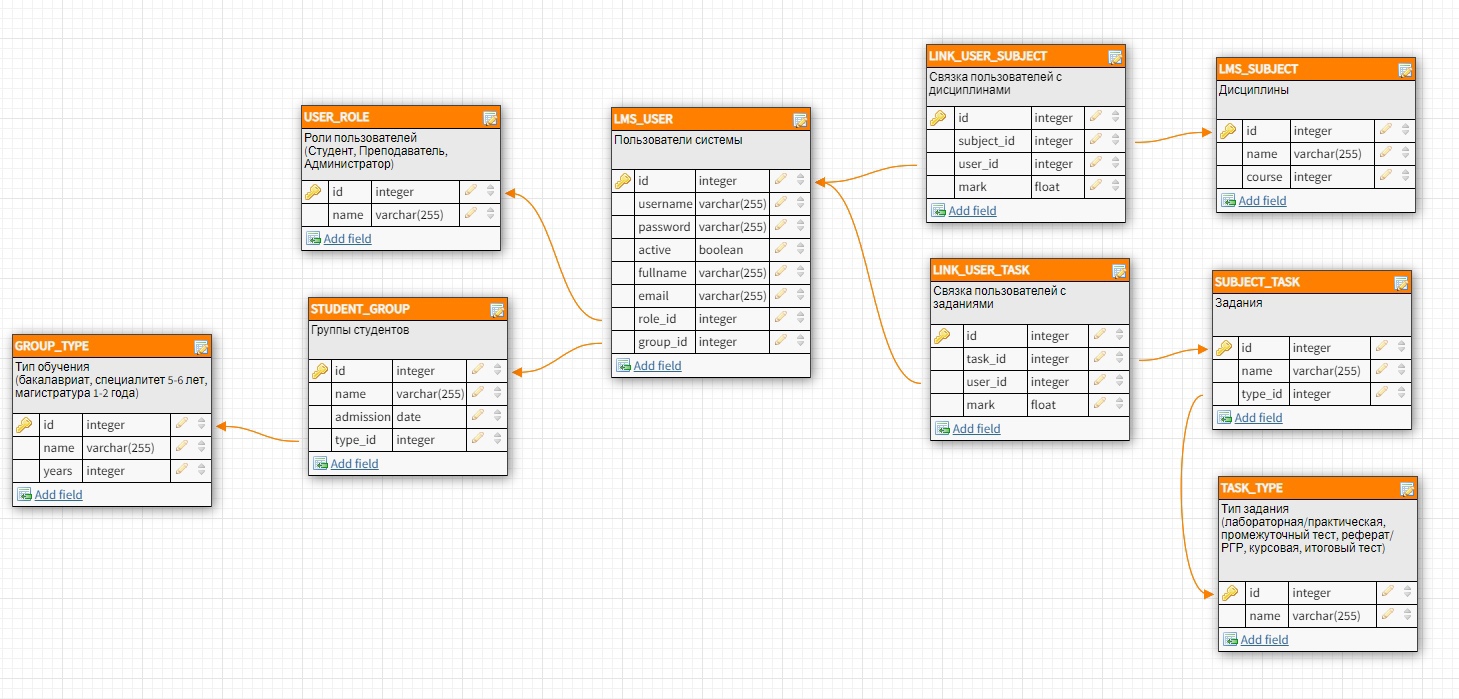 USER_ROLE
Роли пользователей
(Студент, Преподаватель,
Администратор)
id integer
name varchar(255)
Add field
LMS_USER
Пользователи системы
id integer
username varchar(255)
password varchar(255)
active boolean
fullname varchar(255)
email varchar(255)
role_id integer
group_id integer
Add field
LINK_USER_SUBJECT
Связка пользователей с
дисциплинами
id integer
subject_id integer
user_id integer
mark float
Add field
LMS_SUBJECT
Дисциплины
id integer
name varchar(255)
course integer
Add field
GROUP_TYPE
Тип обучения
(бакалавриат, специалитет 5-6 лет,
магистратура 1-2 года)
id integer
name varchar(255)
years integer
Add field
STUDENT_GROUP
Группы студентов
id integer
name varchar(255)
admission date
type_id integer
Add field
LINK_USER_TASK
Связка пользователей с
заданиями
id integer
task_id integer
user_id integer
mark float
Add field
SUBJECT_TASK
Задания
id integer
name varchar(255)
type_id integer
Add field
TASK_TYPE
Тип задания
(лабораторная/практическая,
промежуточный тест, реферат/
РГР, курсовая, итоговый тест)
id integer
name varchar(255)
Add field